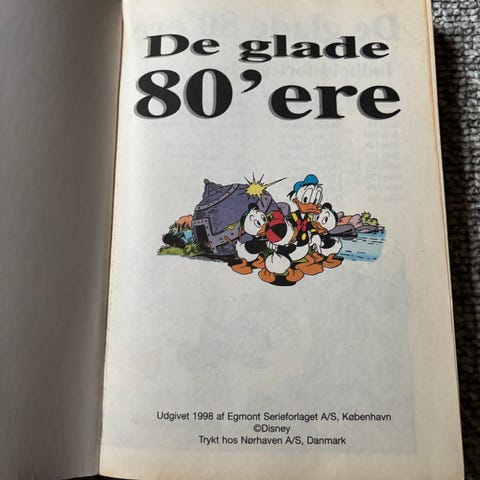 De glade
80'ere
Udgivet 1998 af Egmont Serieforlaget A/S, København
©Disney
Trykt hos Nørhaven A/S, Danmark